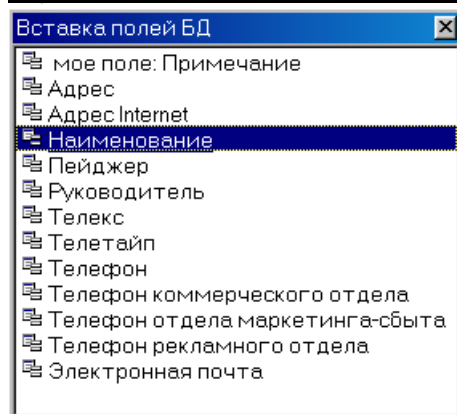 Вставка полей БД
мое поле: Примечание
Адрес
Адрес Internet
Наименование
Пейджер
Руководитель
Телекс
Телетайп
Телефон
Телефон коммерческого отдела
Телефон отдела маркетинга-сбыта
Телефон рекламного отдела
Электронная почта